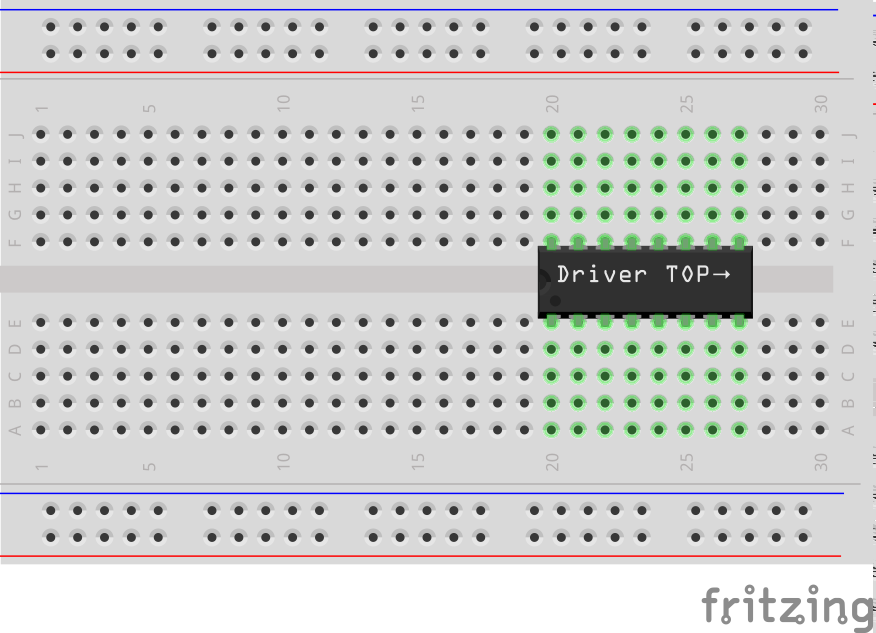 1 5 10 15 20 25 30
J J
I I
H H
G G
F F
Driver TOP→
E E
D D
C C
B B
A A
1 5 10 15 20 25 30
fritzing